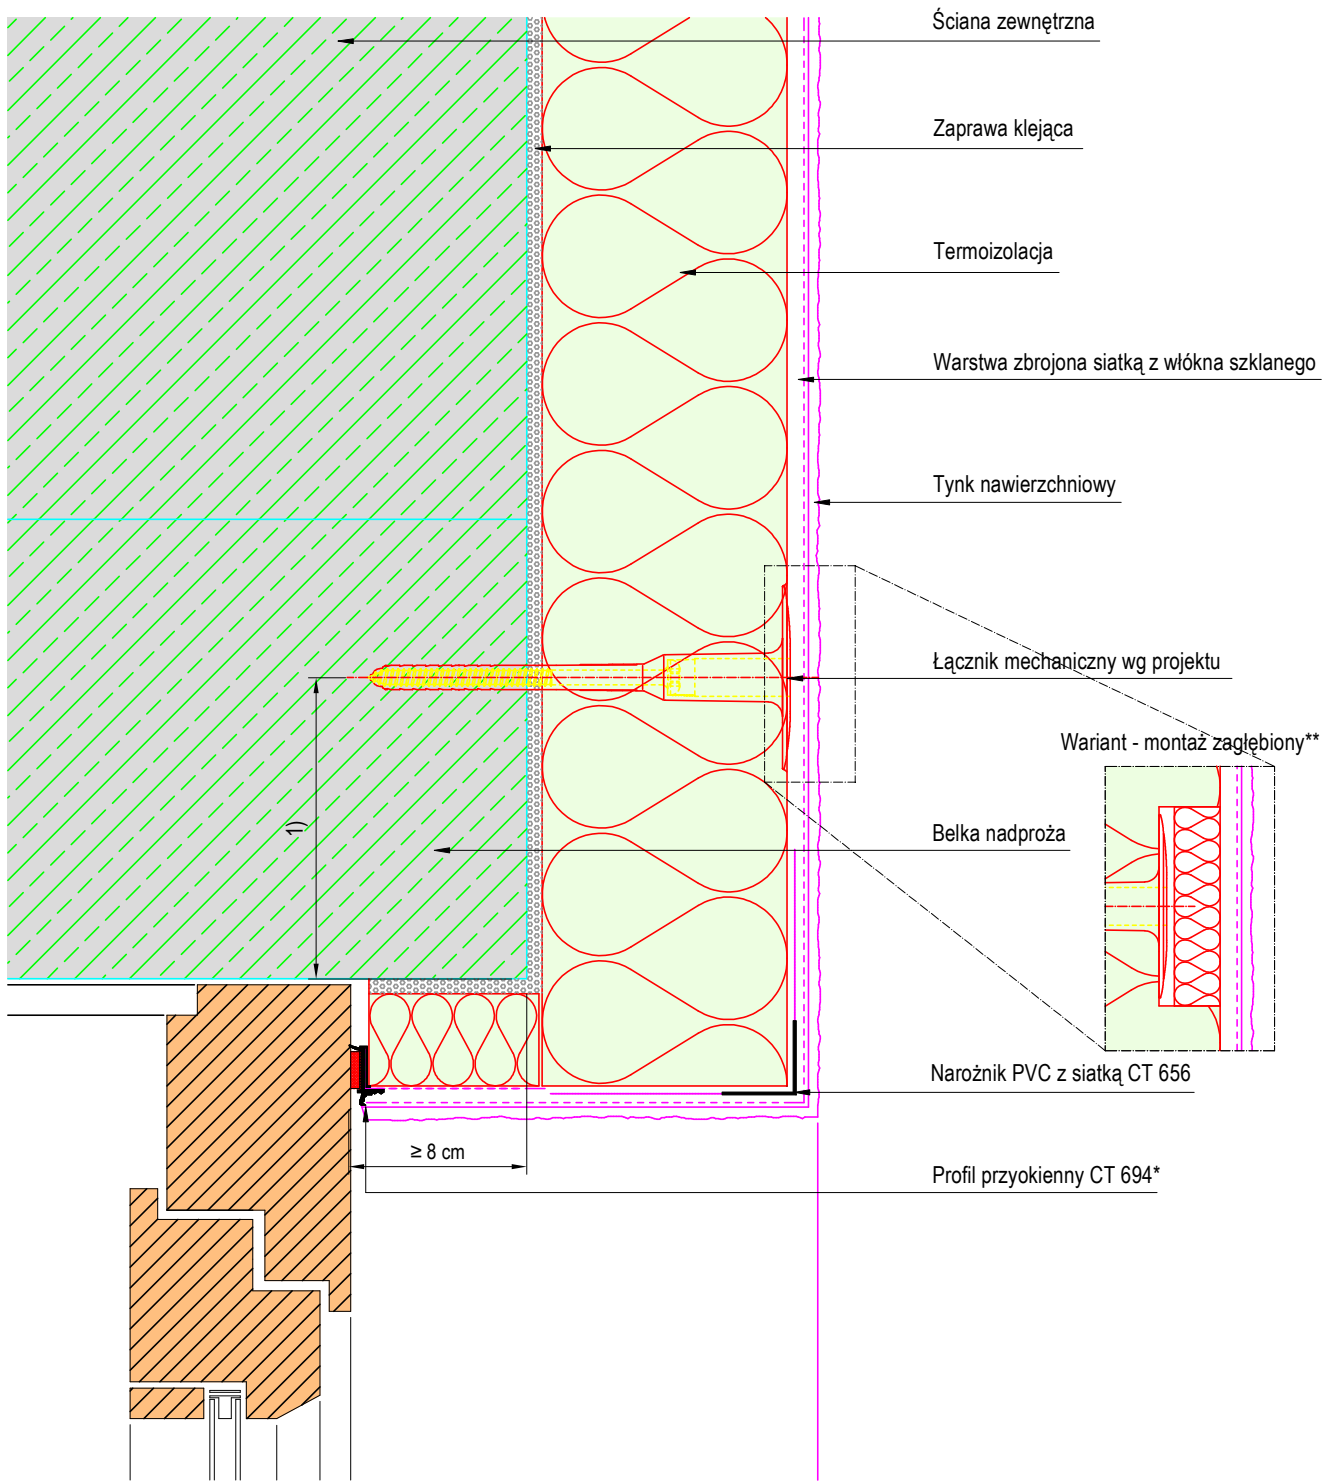 Ściana zewnętrzna
Zaprawa klejąca
Termoizolacja
Warstwa zbrojona siatką z włókna szklanego
Tynk nawierzchniowy
Łącznik mechaniczny wg projektu
Wariant - montaż zagłębiony**
1)
Belka nadproża
Narożnik PVC z siatką CT 656
≥ 8 cm
Profil przyokienny CT 694*